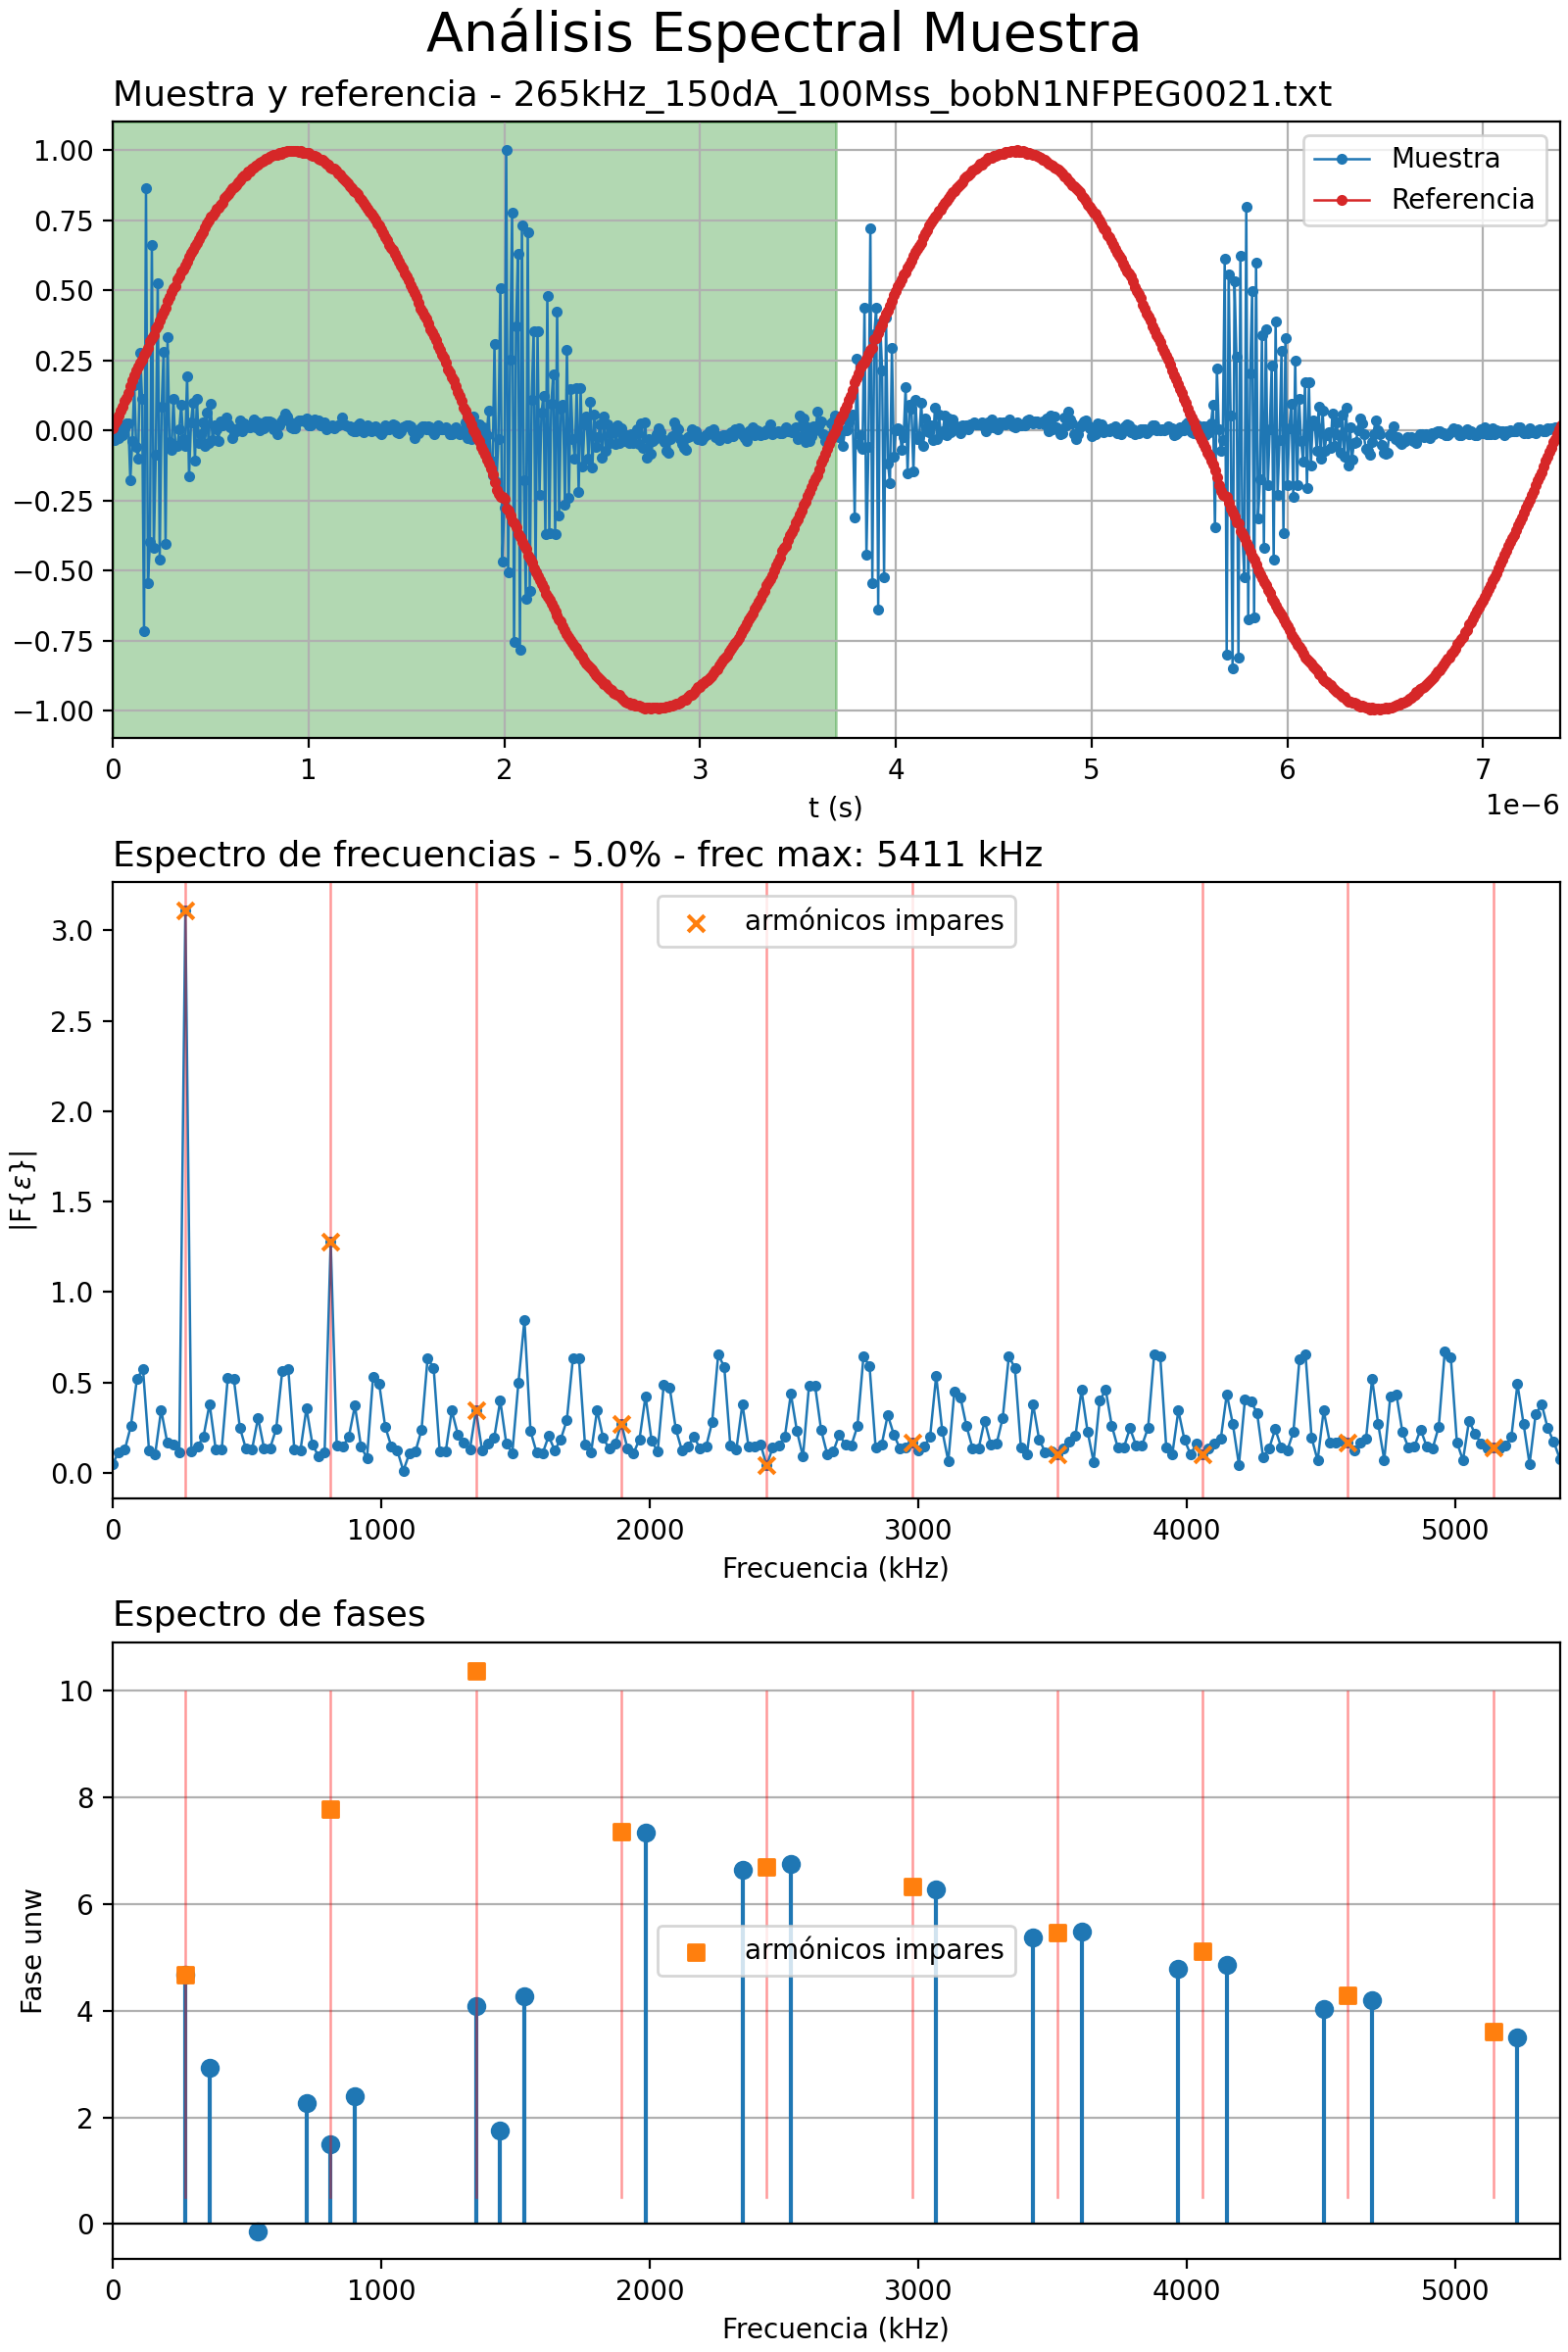 Análisis Espectral Muestra
Muestra y referencia - 265kHz_150dA_100Mss_bobN1NFPEG0021.txt
Muestra
Referencia
1.00
0.75
0.50
0.25
0.00
−0.25
−0.50
−0.75
−1.00
0 1 2 3 4 5 6 7
1e−6
t (s)
Espectro de frecuencias - 5.0% - frec max: 5411 kHz
armónicos impares
3.0
2.5
2.0
1.5
1.0
0.5
0.0
|F{ε}|
0 1000 2000 3000 4000 5000
Frecuencia (kHz)
Espectro de fases
10
8
6
4
2
0
Fase unw
armónicos impares
0 1000 2000 3000 4000 5000
Frecuencia (kHz)